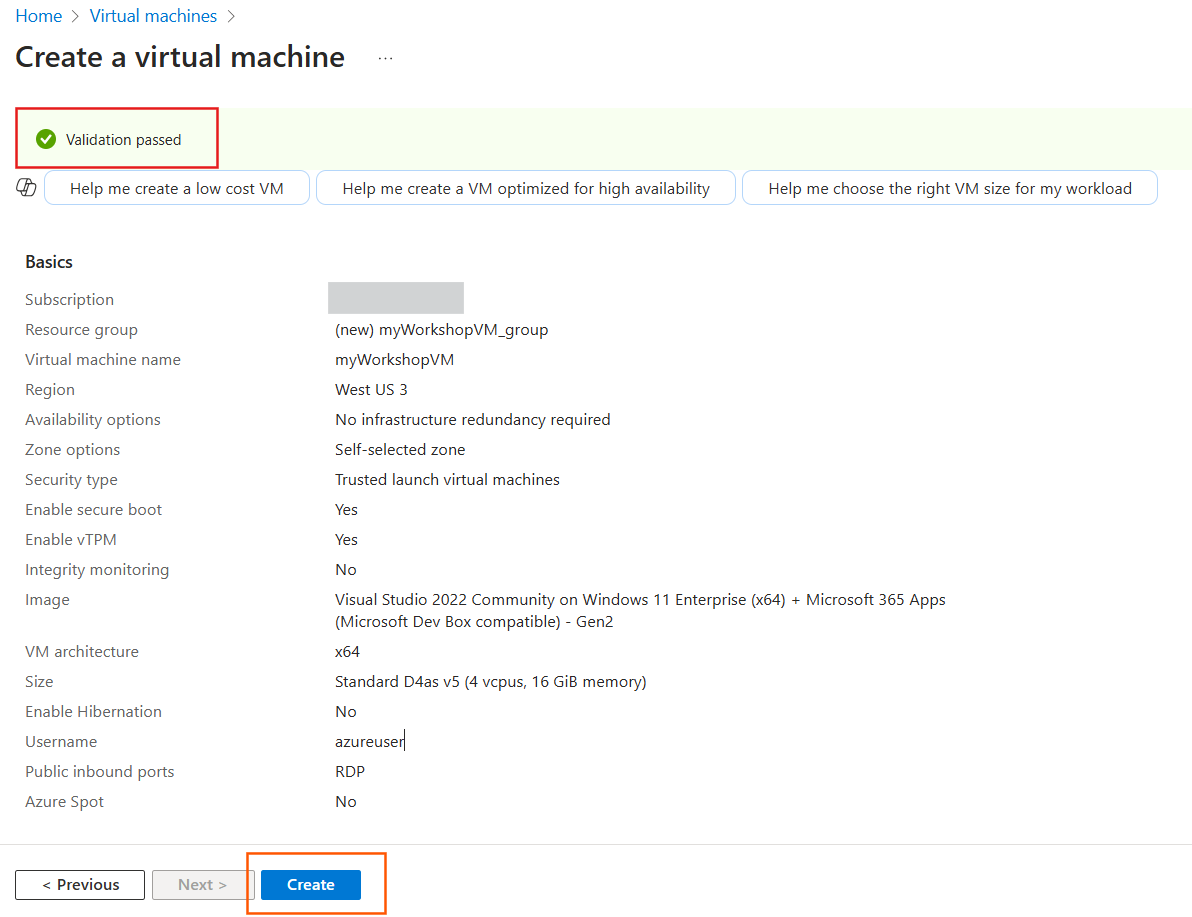 Home > Virtual machines >
Create a virtual machine ...
Validation passed
Help me create a low cost VM Help me create a VM optimized for high availability Help me choose the right VM size for my workload
Basics
Subscription
Resource group (new) myWorkshopVM_group
Virtual machine name myWorkshopVM
Region West US 3
Availability options No infrastructure redundancy required
Zone options Self-selected zone
Security type Trusted launch virtual machines
Enable secure boot Yes
Enable vTPM Yes
Integrity monitoring No
Image Visual Studio 2022 Community on Windows 11 Enterprise (x64) + Microsoft 365 Apps
(Microsoft Dev Box compatible) - Gen2
VM architecture x64
Size Standard D4as v5 (4 vcpus, 16 GiB memory)
Enable Hibernation No
Username azureuser
Public inbound ports RDP
Azure Spot No
< Previous Next > Create